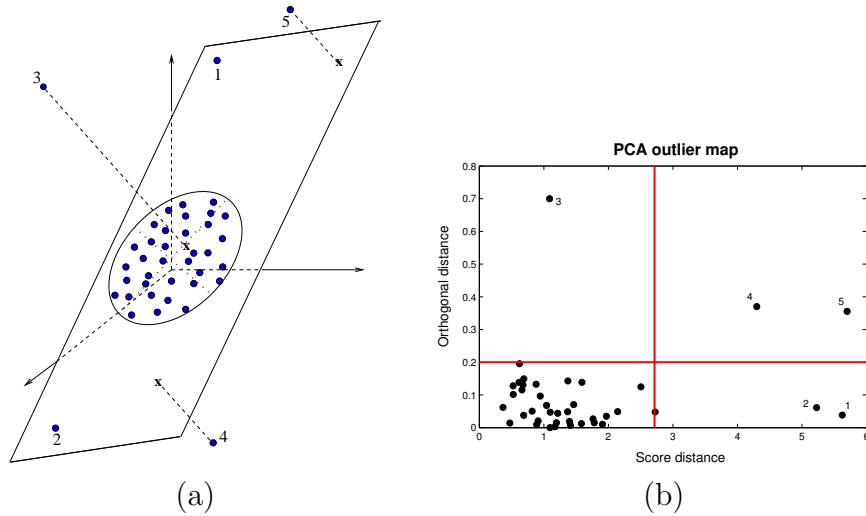 5
1
3
x
x
x
2
4
(a)
PCA outlier map
Orthogonal distance
0.8
0.7
0.6
0.5
0.4
0.3
0.2
0.1
0
3
4
5
2
1
0 1 2 3 4 5 6
Score distance
(b)